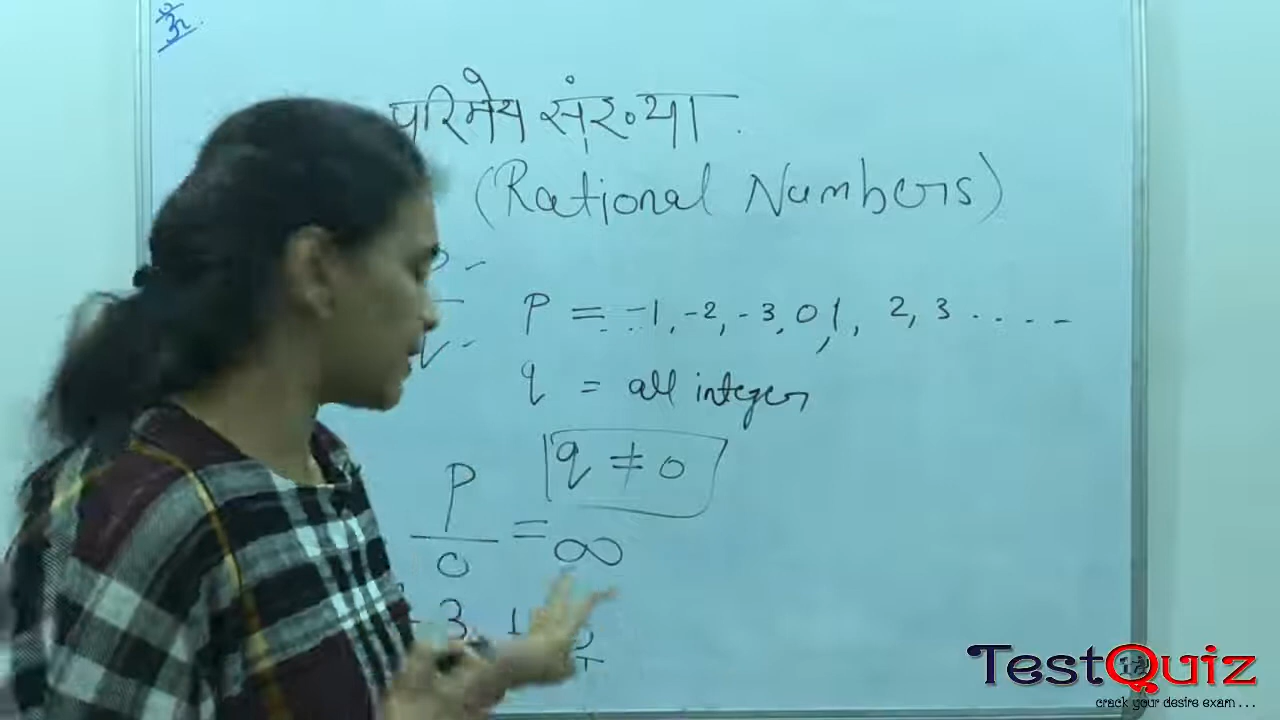 ॐ
परिमेय संख्या
(Rational Numbers)
P
q
P = -1, -2, -3, 0, 1, 2, 3 . . . . -
q = all integer
q ≠ 0
P
0
= ∞
3
TestQuiz
crack your desire exam . . .